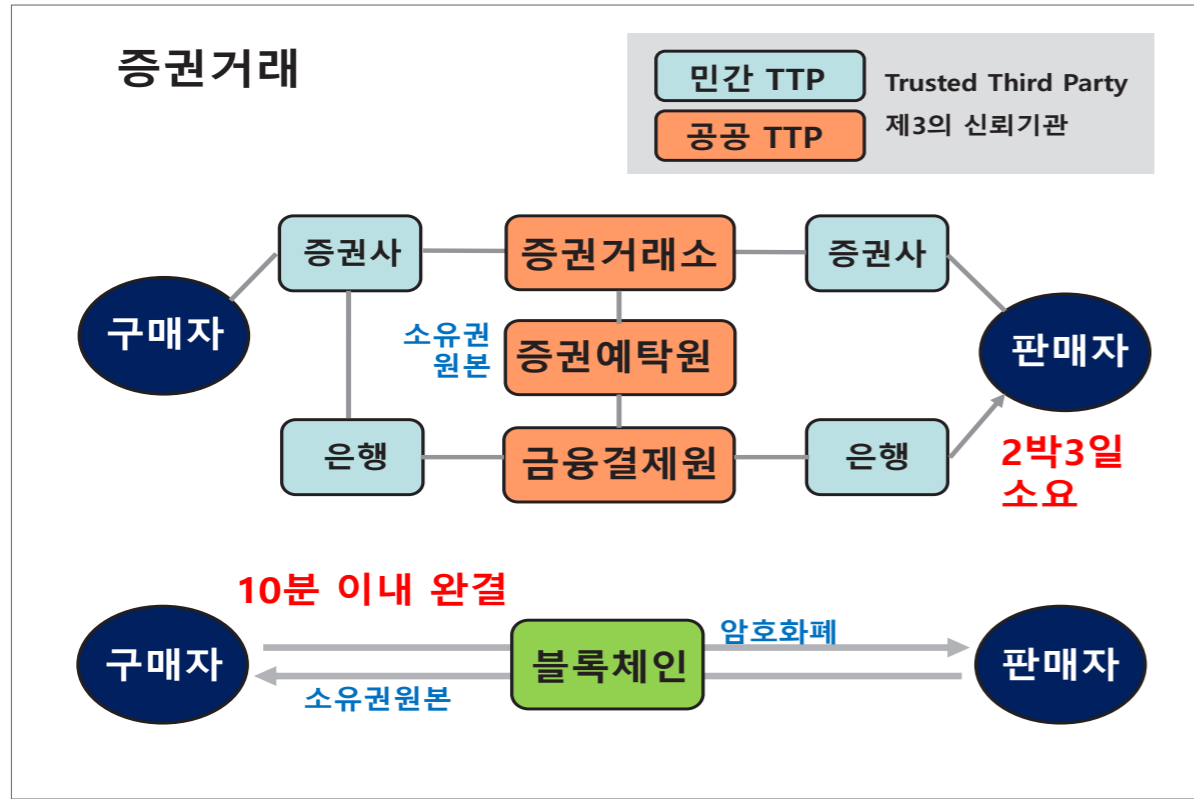 증권거래
민간 TTP
Trusted Third Party
공공 TTP
제3의 신뢰기관
증권사
증권거래소
증권사
구매자
소유권
원본
증권예탁원
판매자
은행
금융결제원
은행
2박3일
소요
10분 이내 완결
구매자
블록체인
암호화폐
판매자
소유권원본